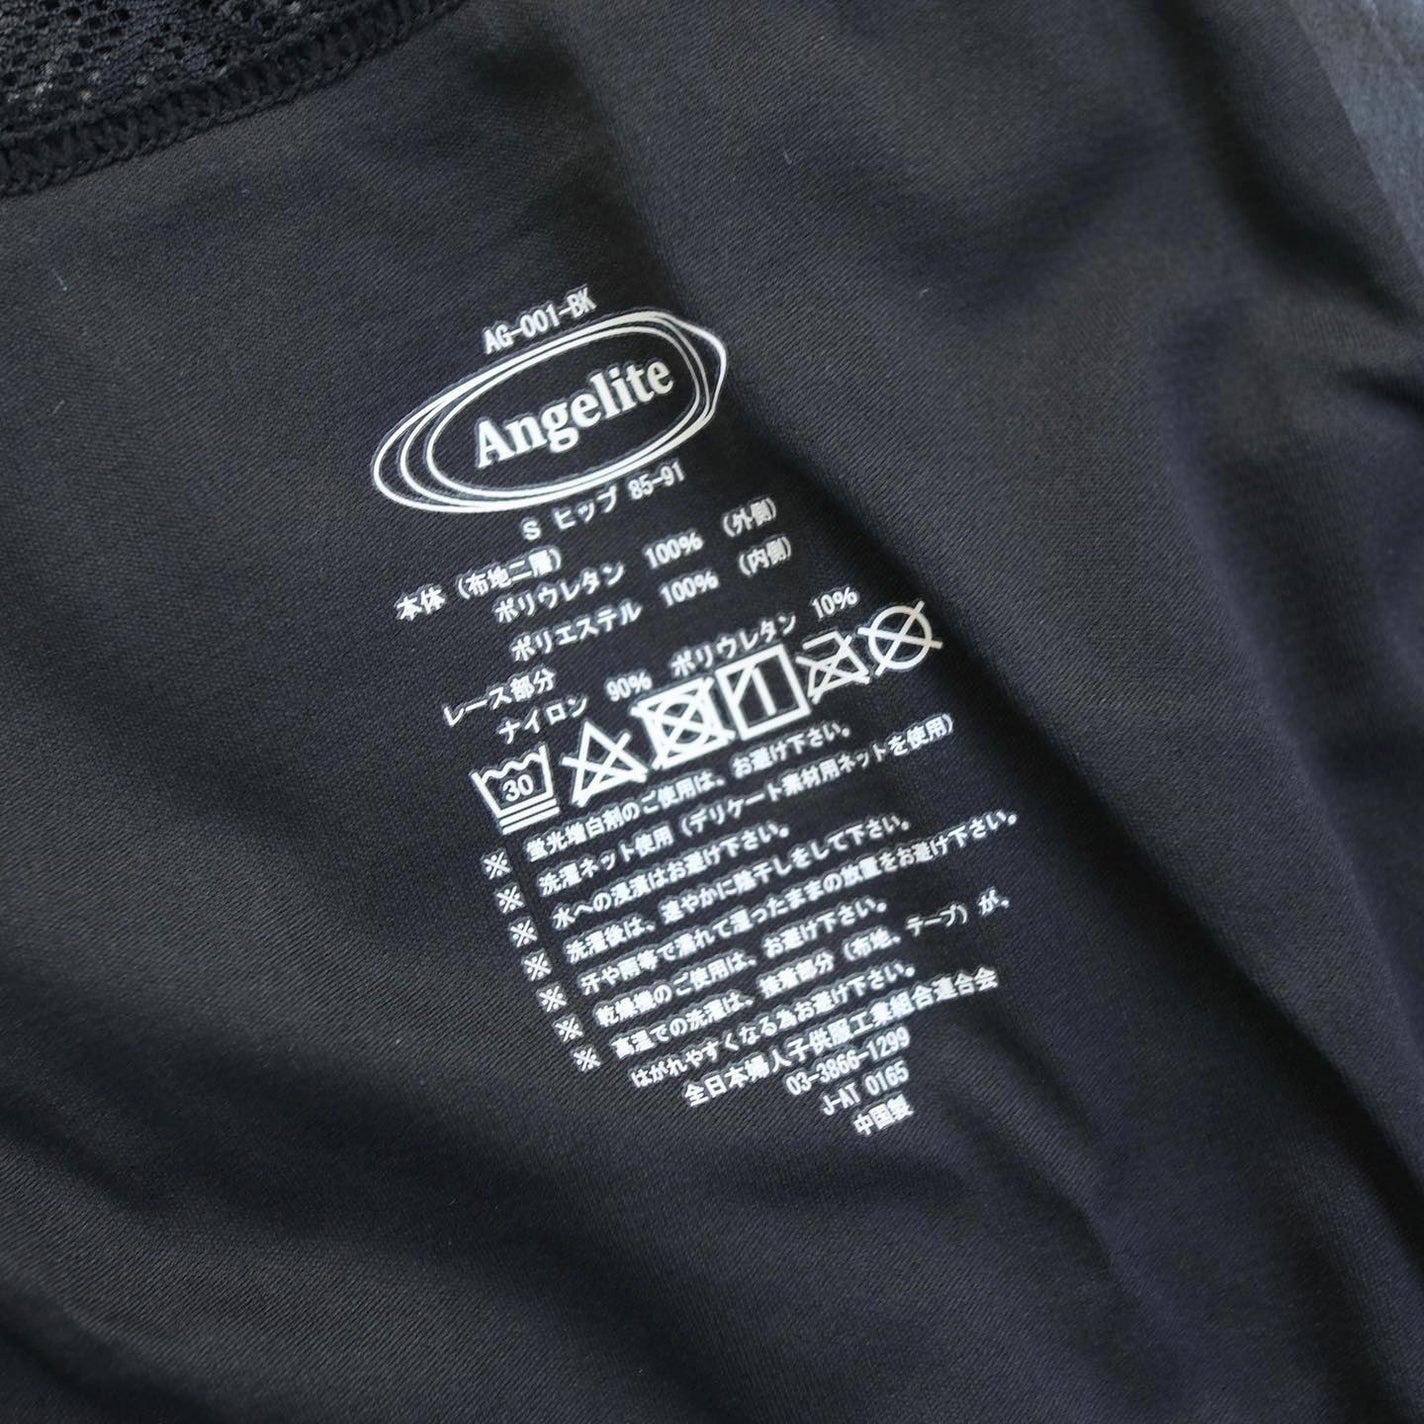 AG-001-BK
Angelite
S ヒップ 85-91
本体（布地二層）
ポリウレタン 100% （外側）
ポリエステル 100% （内側）
レース部分
ナイロン 90% ポリウレタン 10%
30
※ 蛍光増白剤のご使用は、お避け下さい。
※ 洗濯ネット使用（デリケート素材用ネットを使用）
※ 水への浸漬はお避け下さい。
※ 洗濯後は、速やかに陰干しをして下さい。
※ 汗や雨等で濡れて湿ったままの放置をお避け下さい。
※ 乾燥機のご使用は、お避け下さい。
※ 高温での洗濯は、接着部分（布地、テープ）が、
はがれやすくなる為お避け下さい。
全日本婦人子供服工業組合連合会
03-3866-1299
J-AT 0165
中国製